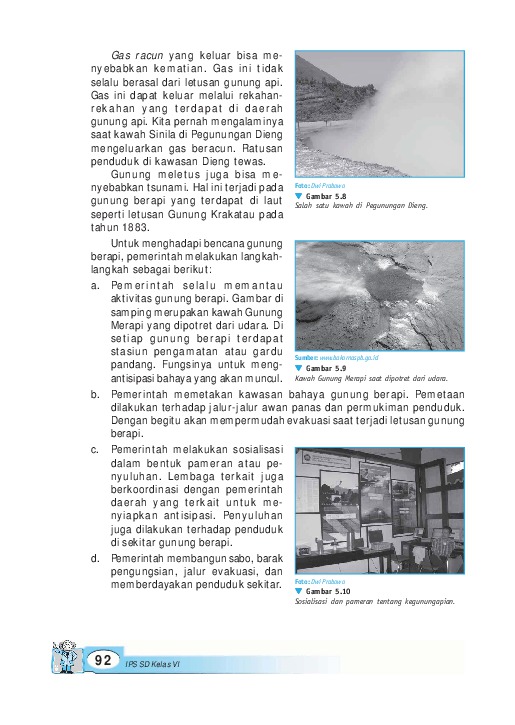 Gas racun yang keluar bisa me-
nyebabkan kematian. Gas ini tidak
selalu berasal dari letusan gunung api.
Gas ini dapat keluar melalui rekahan-
rekahan yang terdapat di daerah
gunung api. Kita pernah mengalaminya
saat kawah Sinila di Pegunungan Dieng
mengeluarkan gas beracun. Ratusan
penduduk di kawasan Dieng tewas.
Gunung meletus juga bisa me-
nyebabkan tsunami. Hal ini terjadi pada
gunung berapi yang terdapat di laut
seperti letusan Gunung Krakatau pada
tahun 1883.
Foto: Dwi Prabowo
Gambar 5.8
Salah satu kawah di Pegunungan Dieng.
Untuk menghadapi bencana gunung
berapi, pemerintah melakukan langkah-
langkah sebagai berikut:
a. Pemerintah selalu memantau
aktivitas gunung berapi. Gambar di
samping merupakan kawah Gunung
Merapi yang dipotret dari udara. Di
setiap gunung berapi terdapat
stasiun pengamatan atau gardu
pandang. Fungsinya untuk meng-
antisipasi bahaya yang akan muncul.
Sumber: www.bakornaspb.go.id
Gambar 5.9
Kawah Gunung Merapi saat dipotret dari udara.
b. Pemerintah memetakan kawasan bahaya gunung berapi. Pemetaan
dilakukan terhadap jalur-jalur awan panas dan permukiman penduduk.
Dengan begitu akan mempermudah evakuasi saat terjadi letusan gunung
berapi.
c. Pemerintah melakukan sosialisasi
dalam bentuk pameran atau pe-
nyuluhan. Lembaga terkait juga
berkoordinasi dengan pemerintah
daerah yang terkait untuk me-
nyiapkan antisipasi. Penyuluhan
juga dilakukan terhadap penduduk
di sekitar gunung berapi.
d. Pemerintah membangun sabo, barak
pengungsian, jalur evakuasi, dan
memberdayakan penduduk sekitar.
Foto: Dwi Prabowo
Gambar 5.10
Sosialisasi dan pameran tentang kegunungapian.
92
IPS SD Kelas VI